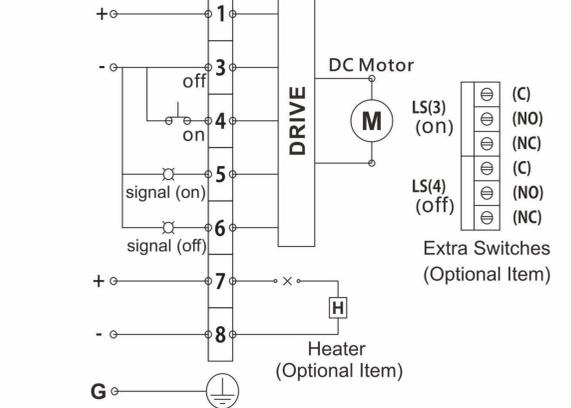 + 1
- 3
off
4
on
5
signal (on)
6
signal (off)
DRIVE
DC Motor
M
LS(3)
(on)
(C)
(NO)
(NC)
LS(4)
(off)
(C)
(NO)
(NC)
Extra Switches
(Optional Item)
+ 7
H
- 8
Heater
(Optional Item)
G